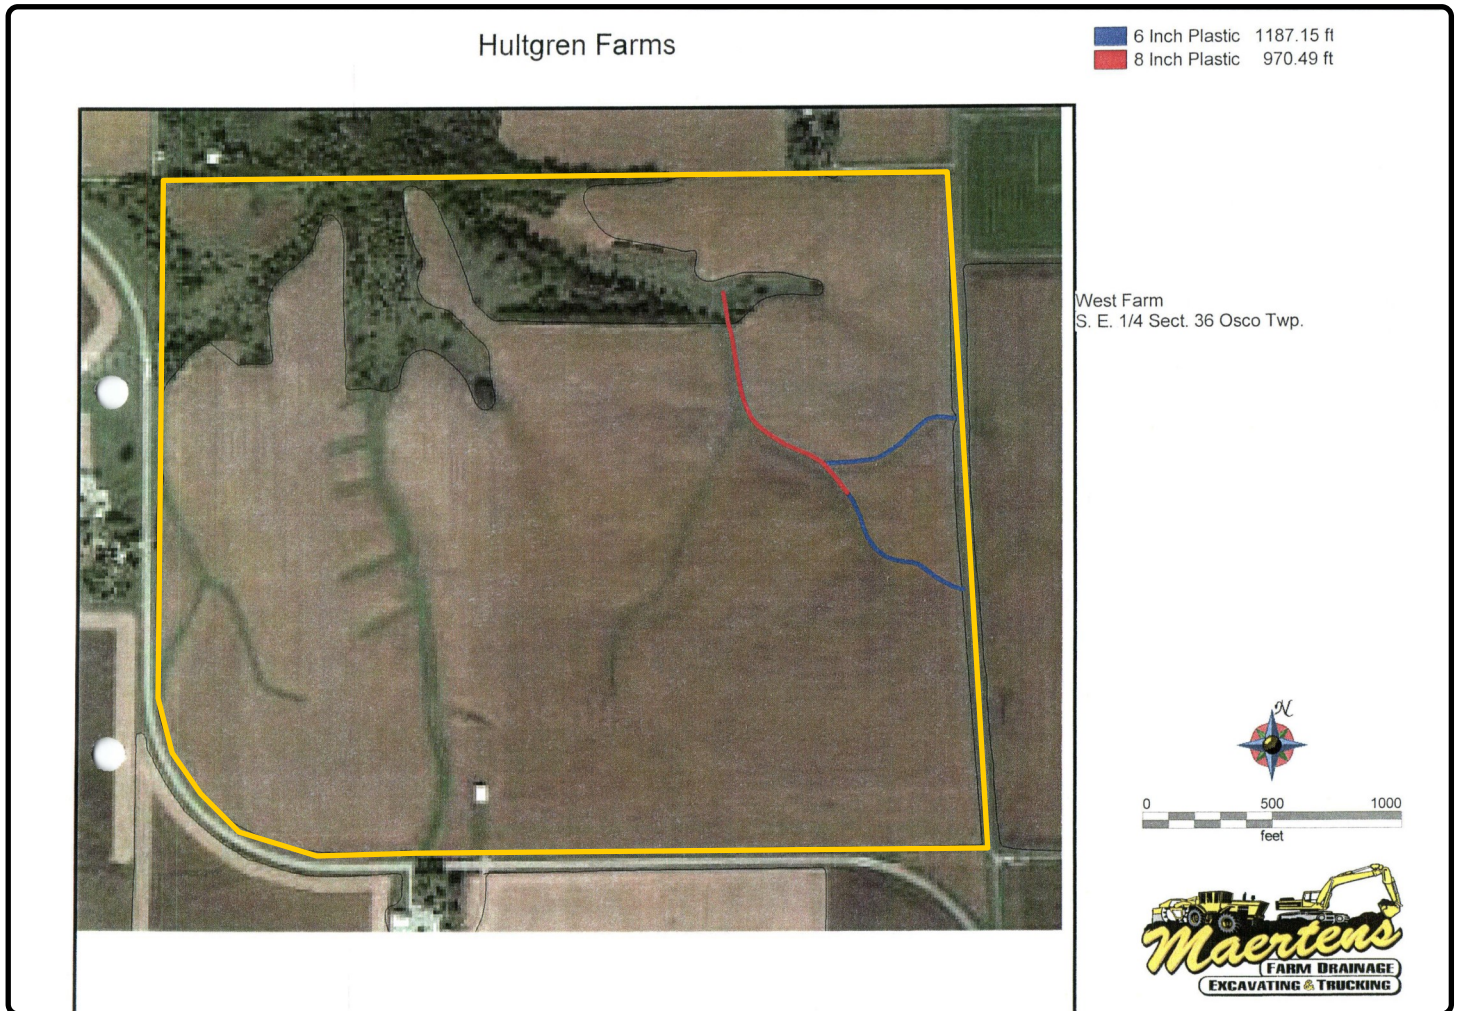 Hultgren Farms
6 Inch Plastic 1187.15 ft
8 Inch Plastic 970.49 ft
West Farm
S. E. 1/4 Sect. 36 Osco Twp.
N
0 500 1000
feet
Maertens
FARM DRAINAGE
EXCAVATING & TRUCKING